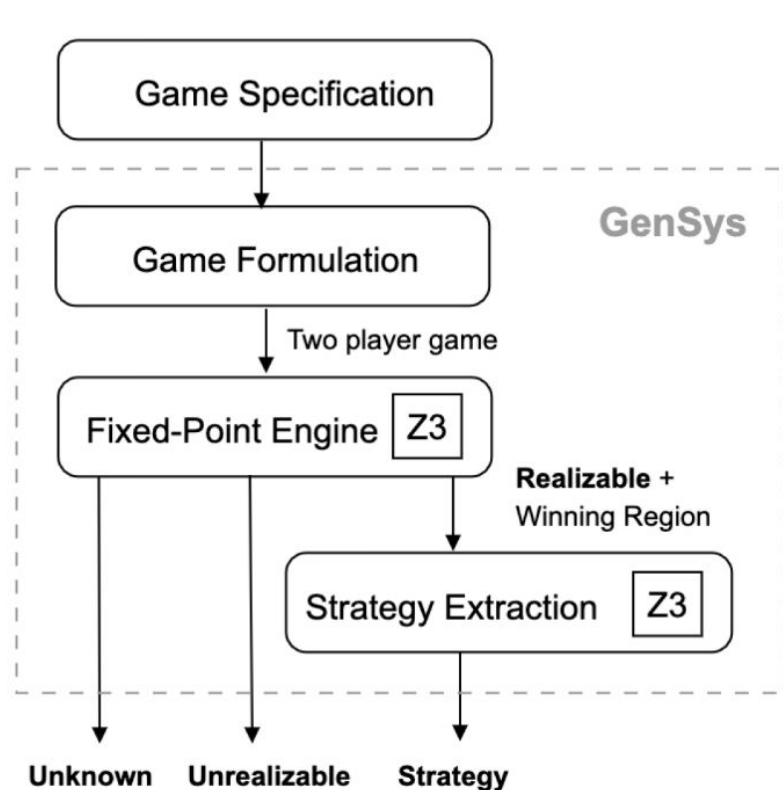 Game Specification
GenSys
Game Formulation
Two player game
Fixed-Point Engine Z3
Realizable +
Winning Region
Strategy Extraction Z3
Unknown Unrealizable Strategy